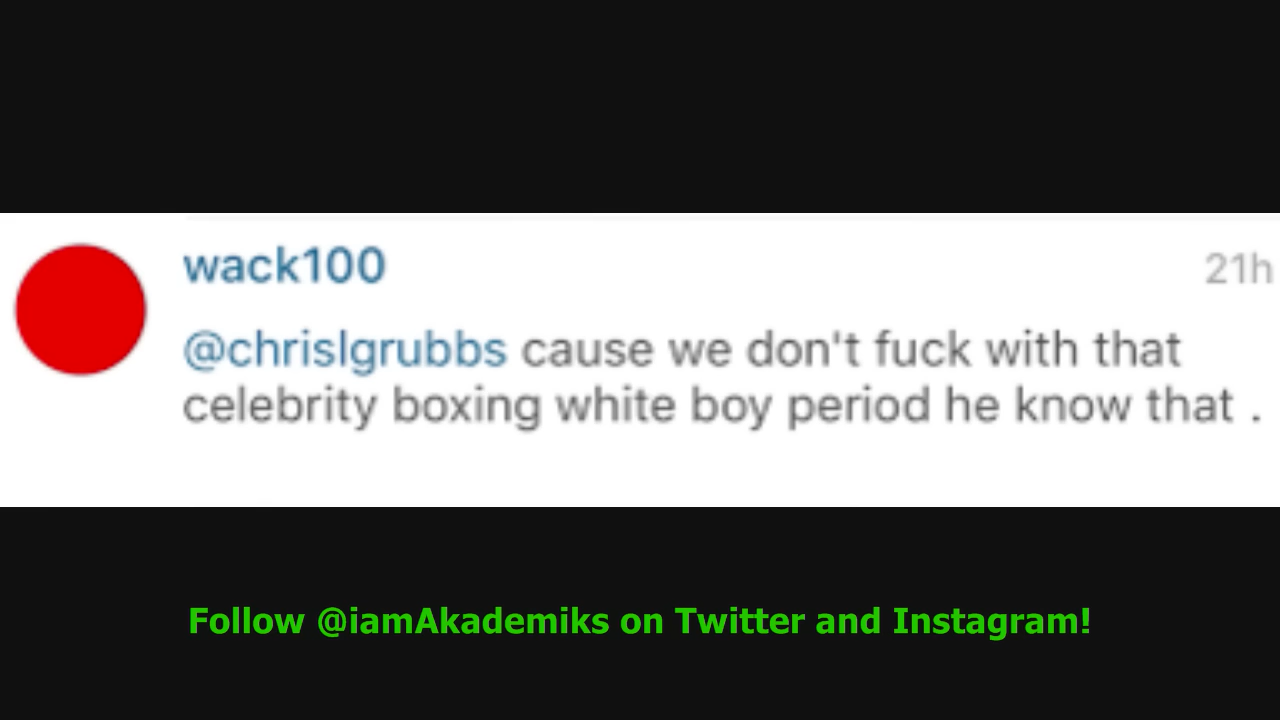 wack100
21h
@chrislgrubbs cause we don't fuck with that
celebrity boxing white boy period he know that .
Follow @iamAkademiks on Twitter and Instagram!